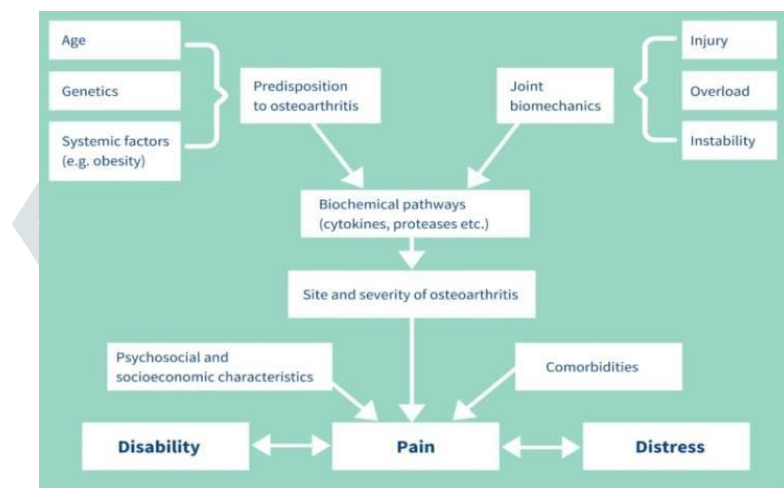 Age
Injury
Genetics
Predisposition
to osteoarthritis
Joint
biomechanics
Overload
Systemic factors
(e.g. obesity)
Instability
Biochemical pathways
(cytokines, proteases etc.)
Site and severity of osteoarthritis
Psychosocial and
socioeconomic characteristics
Comorbidities
Disability
Pain
Distress